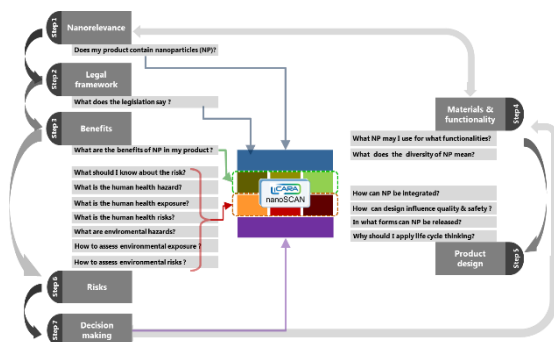 Step 1
Nanorelevance
Does my product contain nanoparticles (NP)?
Step 2
Legal
framework
What does the legislation say ?
Step 3
Benefits
What are the benefits of NP in my product ?
What should I know about the risk?
What is the human health hazard?
What is the human health exposure?
What is the human health risks?
What are enviromental hazards?
How to assess environmental exposure ?
How to assess environmental risks ?
Step 6
Risks
Step 7
Decision
making
LICARA
nanoSCAN
Step 4
Materials &
functionality
What NP may I use for what functionalities?
What does the diversity of NP mean?
How can NP be integrated?
How can design influence quality & safety ?
In what forms can NP be released?
Why should I apply life cycle thinking?
Step 5
Product
design